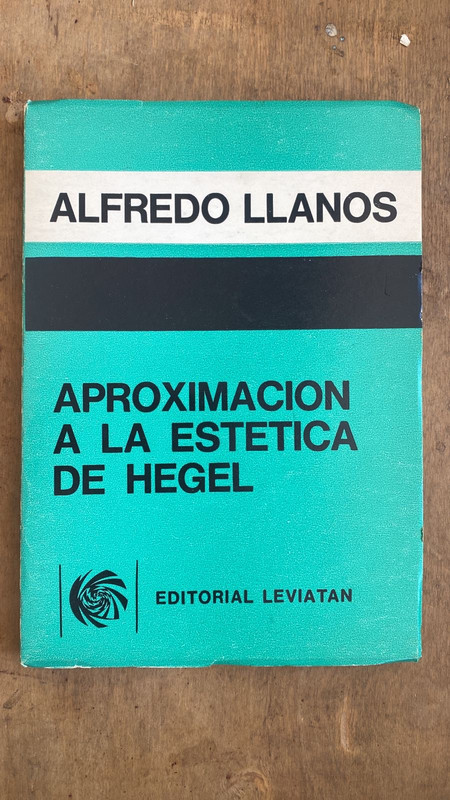 ALFREDO LLANOS
APROXIMACION
A LA ESTETICA
DE HEGEL
EDITORIAL LEVIATAN